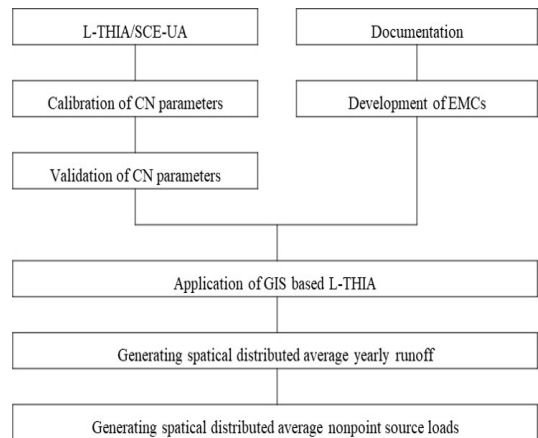 L-THIA/SCE-UA
Documentation
Calibration of CN parameters
Development of EMCs
Validation of CN parameters
Application of GIS based L-THIA
Generating spatical distributed average yearly runoff
Generating spatical distributed average nonpoint source loads